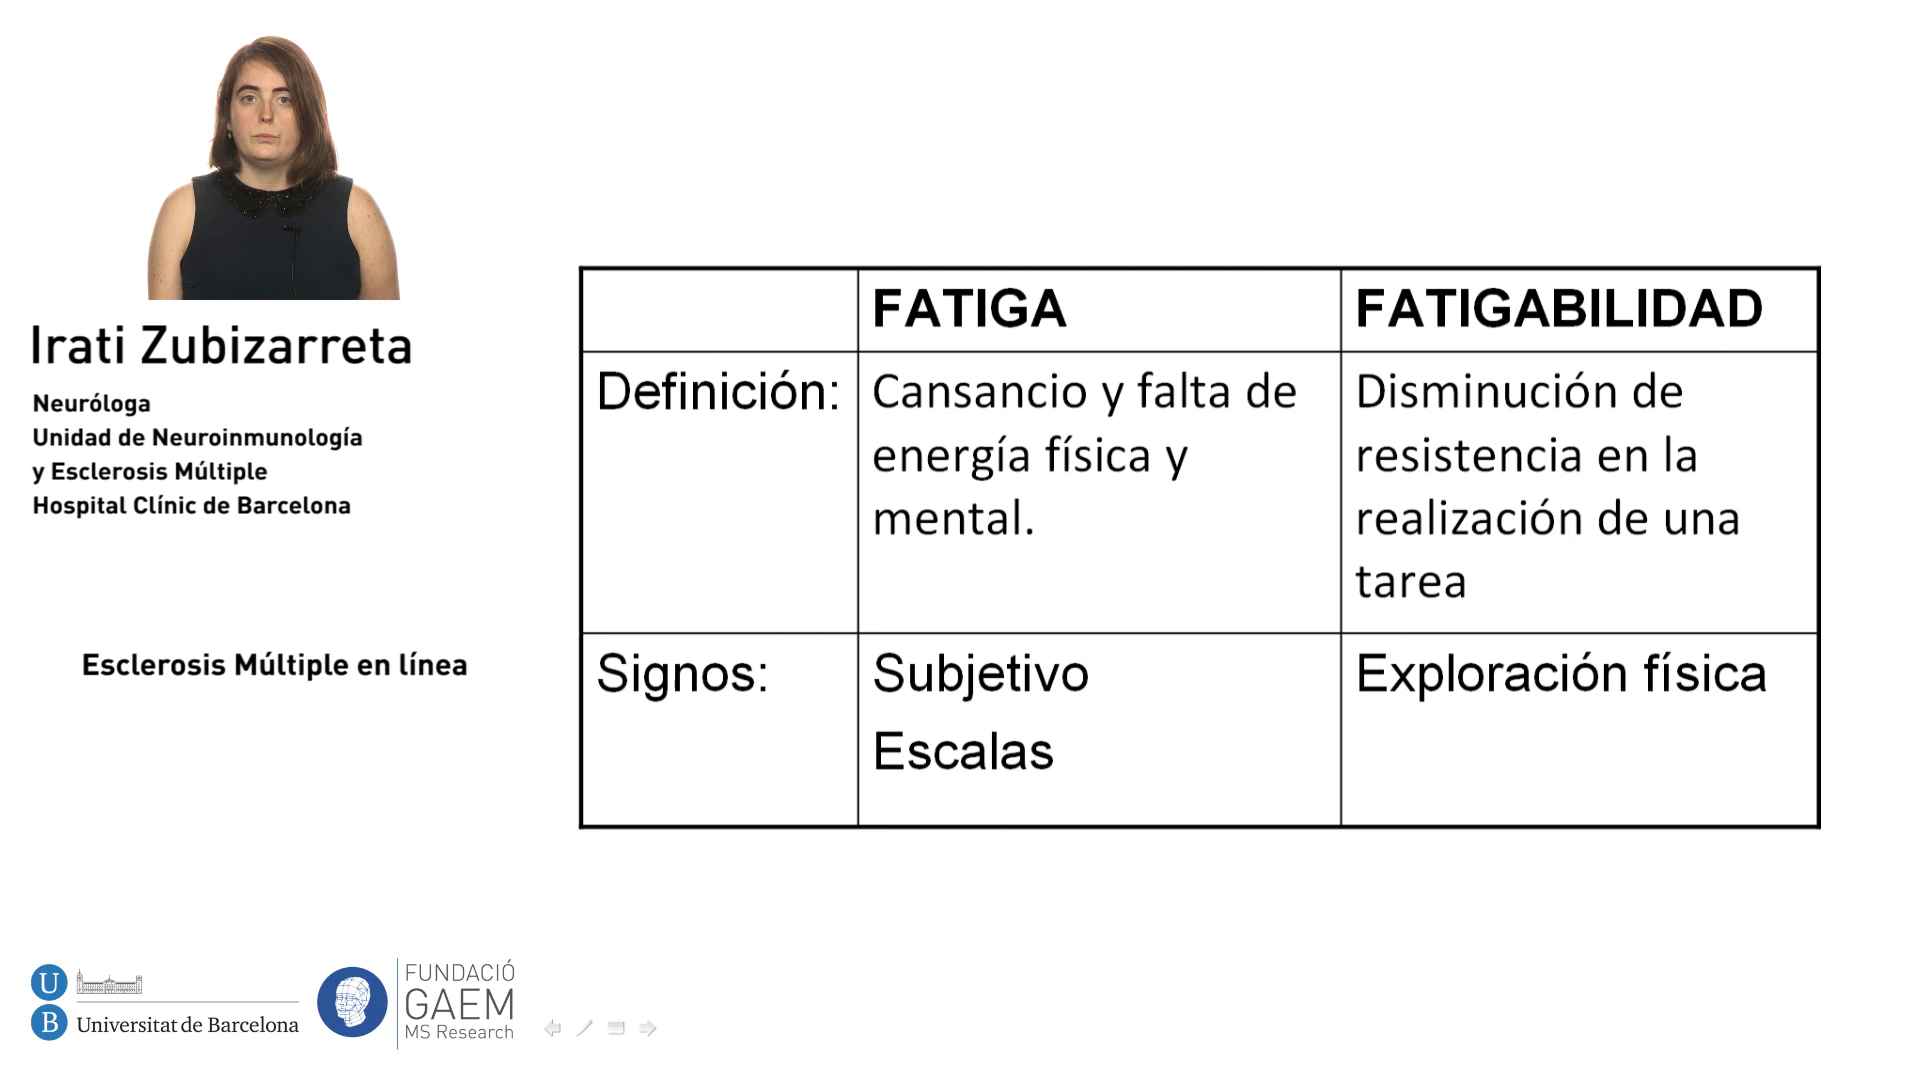 Irati Zubizarreta
Neuróloga
Unidad de Neuroinmunología
y Esclerosis Múltiple
Hospital Clínic de Barcelona
Esclerosis Múltiple en línea
FATIGA
FATIGABILIDAD
Definición:
Cansancio y falta de
energía física y
mental.
Disminución de
resistencia en la
realización de una
tarea
Signos:
Subjetivo
Escalas
Exploración física
U
B
Universitat de Barcelona
FUNDACIÓ
GAEM
MS Research